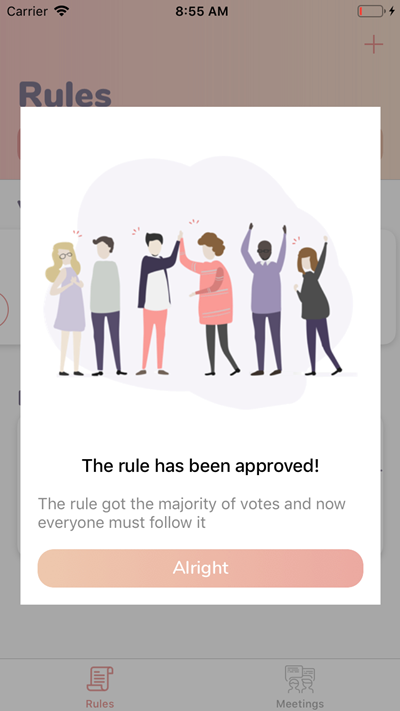 Carrier 8:55 AM
Rules
The rule has been approved!
The rule got the majority of votes and now
everyone must follow it
Alright
Rules Meetings